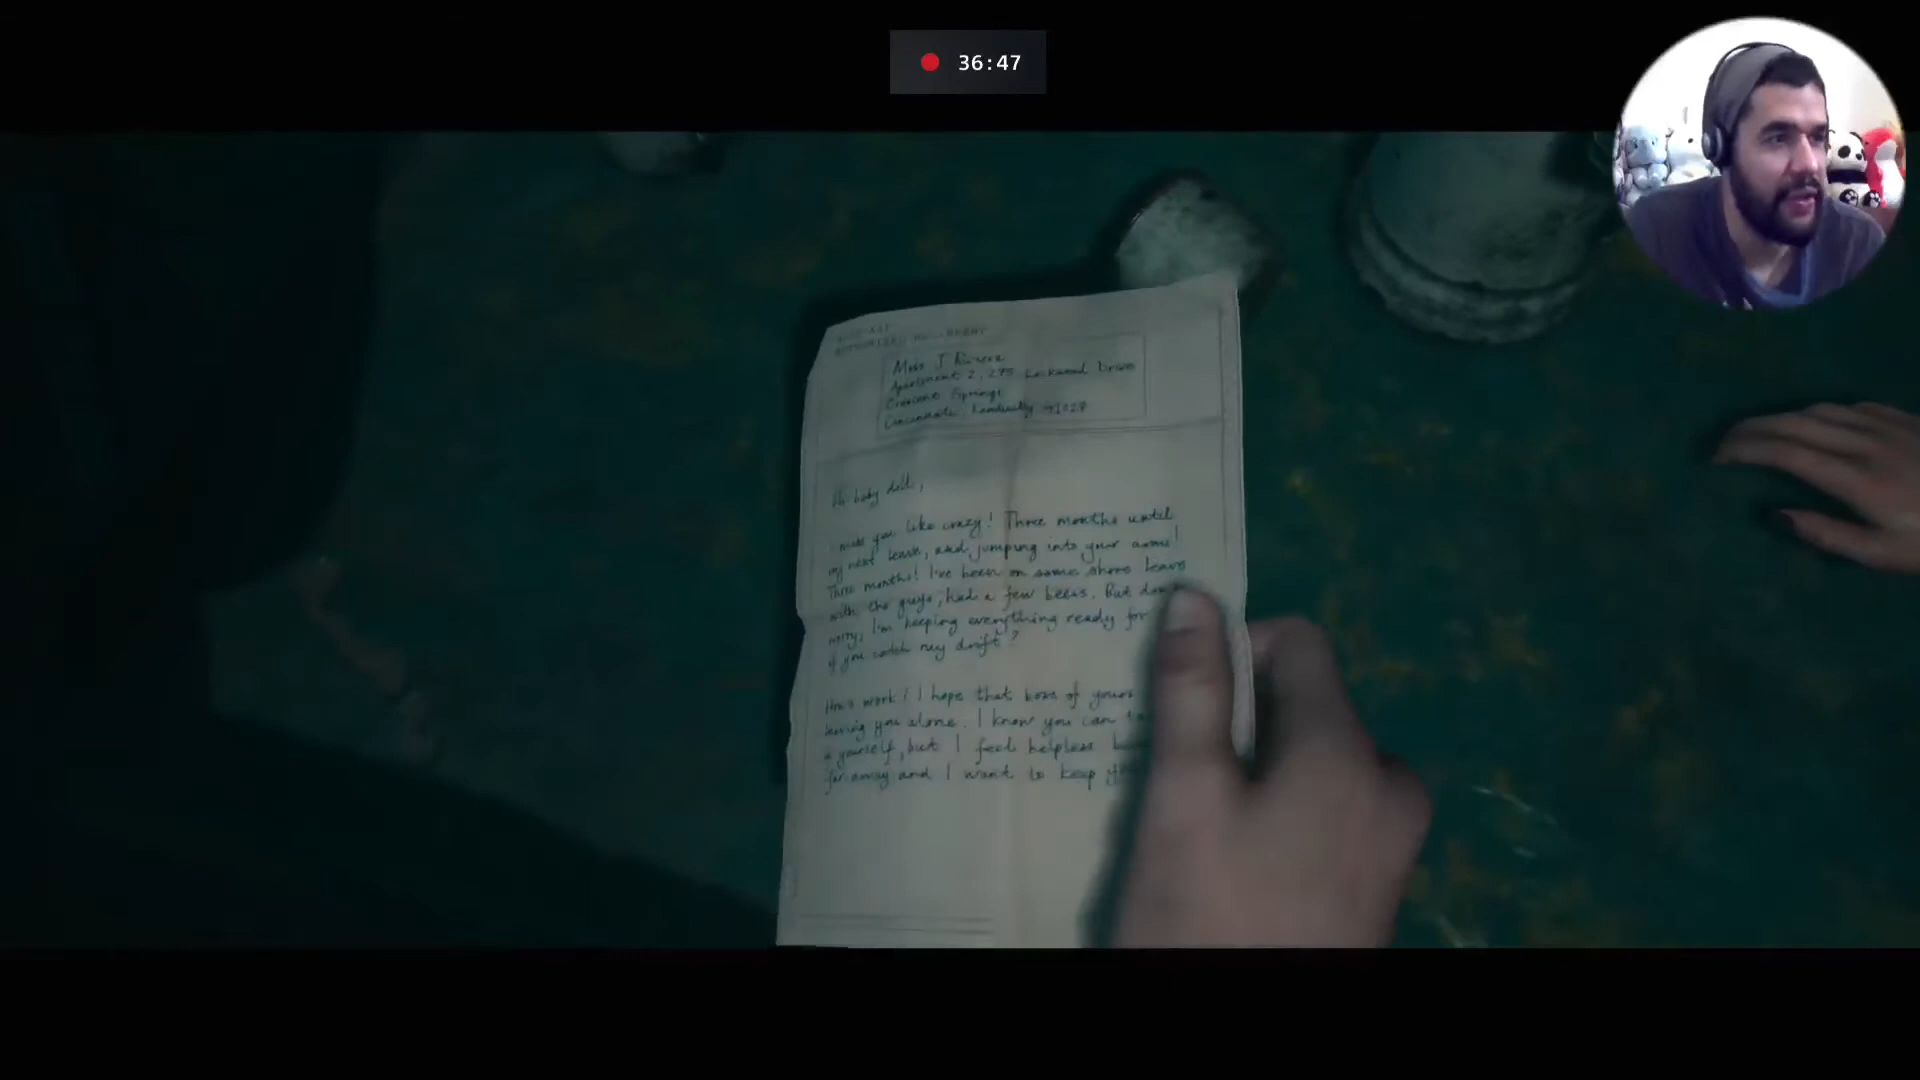 36:47
Miss J Rivera
Apartment 2, 275 Lockwood Drive
Crescent Springs
Cincinnati, Kentucky 41027
Hi baby doll,
I miss you like crazy! Three months until
my next leave, and jumping into your arms!
Three months! I've been on some shore leave
with the guys, had a few beers. But don't
worry, I'm keeping everything ready for
if you catch my drift?
How's work? I hope that boss of yours
leaving you alone. I know you can
yourself, but I feel helpless
far away and I want to keep